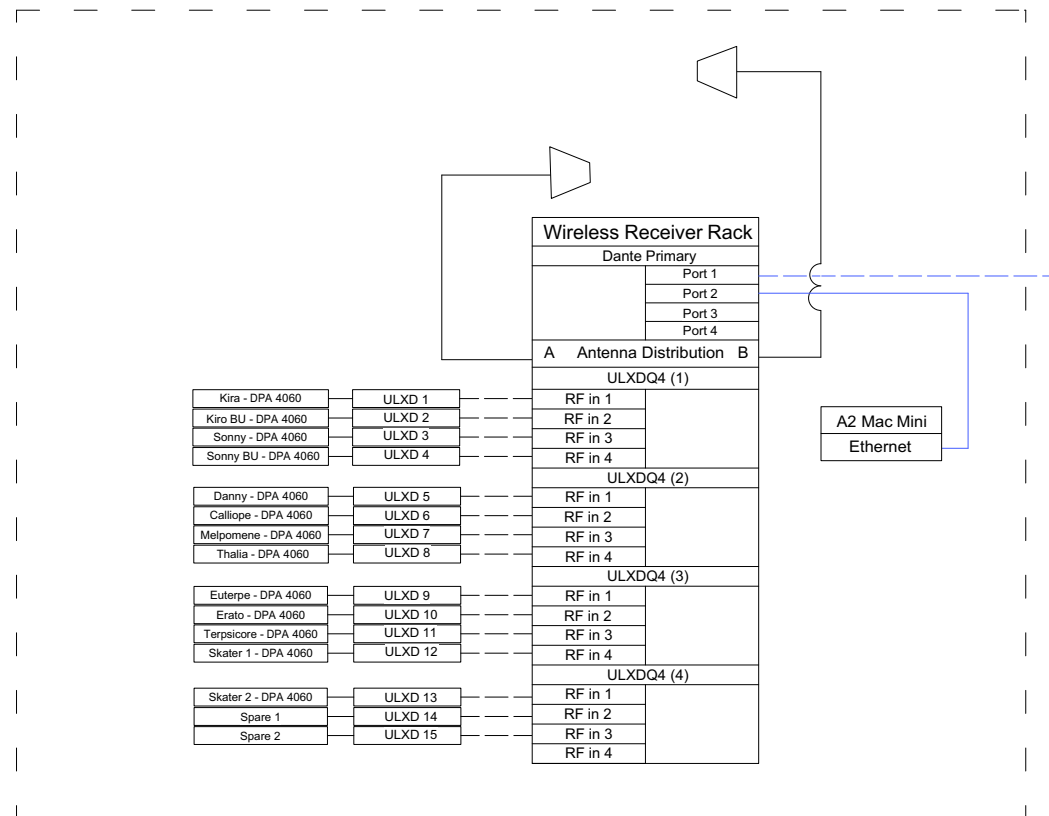 Wireless Receiver Rack
Dante Primary
Port 1
Port 2
Port 3
Port 4
A Antenna Distribution B
ULXDQ4 (1)
Kira - DPA 4060 ULXD 1 RF in 1
Kiro BU - DPA 4060 ULXD 2 RF in 2
Sonny - DPA 4060 ULXD 3 RF in 3
Sonny BU - DPA 4060 ULXD 4 RF in 4
A2 Mac Mini
Ethernet
ULXDQ4 (2)
Danny - DPA 4060 ULXD 5 RF in 1
Calliope - DPA 4060 ULXD 6 RF in 2
Melpomene - DPA 4060 ULXD 7 RF in 3
Thalia - DPA 4060 ULXD 8 RF in 4
ULXDQ4 (3)
Euterpe - DPA 4060 ULXD 9 RF in 1
Erato - DPA 4060 ULXD 10 RF in 2
Terpsicore - DPA 4060 ULXD 11 RF in 3
Skater 1 - DPA 4060 ULXD 12 RF in 4
ULXDQ4 (4)
Skater 2 - DPA 4060 ULXD 13 RF in 1
Spare 1 ULXD 14 RF in 2
Spare 2 ULXD 15 RF in 3
RF in 4